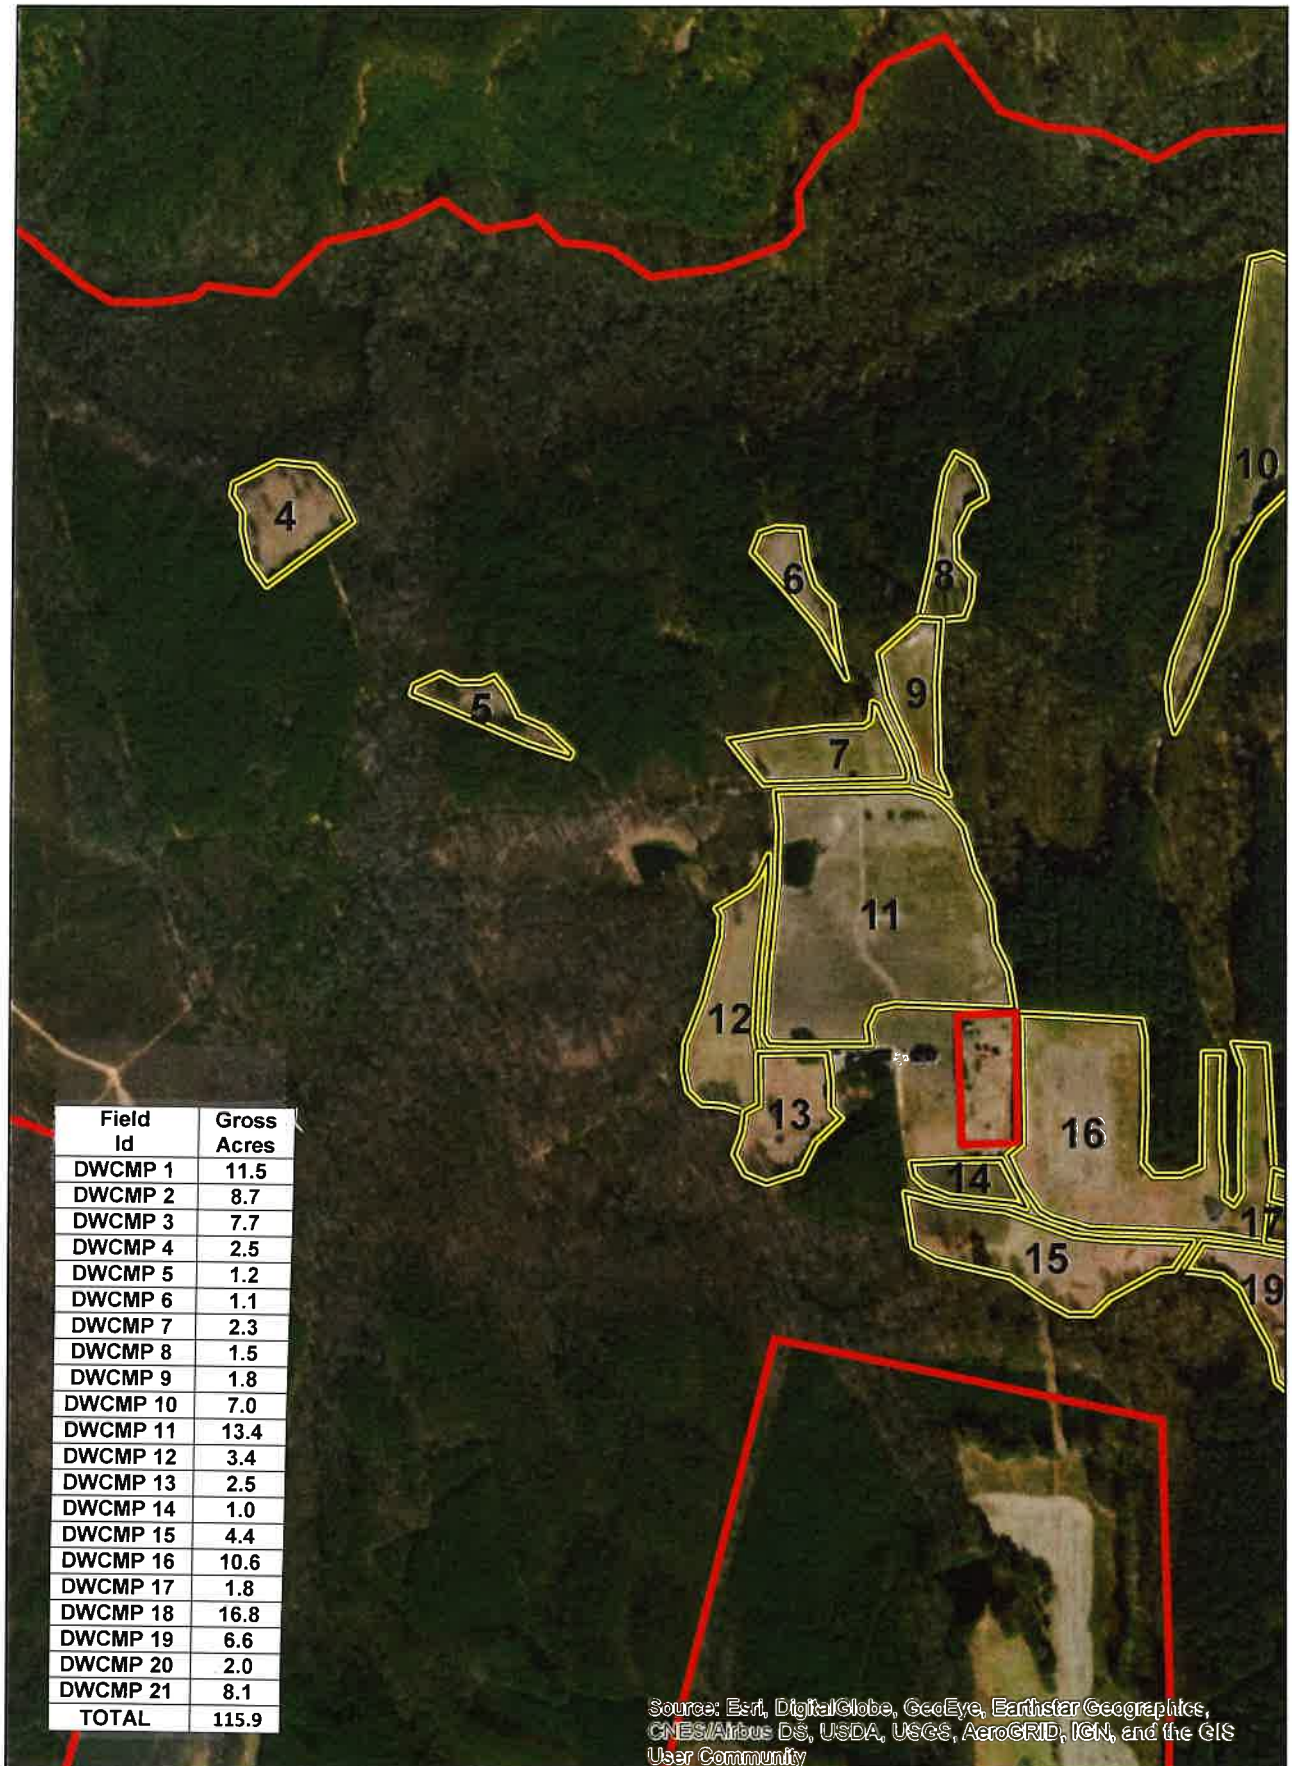 10
4
8
6
5
9
7
11
12
13
16
14
17
15
19
Field Gross
Id Acres
DWCMP 1 11.5
DWCMP 2 8.7
DWCMP 3 7.7
DWCMP 4 2.5
DWCMP 5 1.2
DWCMP 6 1.1
DWCMP 7 2.3
DWCMP 8 1.5
DWCMP 9 1.8
DWCMP 10 7.0
DWCMP 11 13.4
DWCMP 12 3.4
DWCMP 13 2.5
DWCMP 14 1.0
DWCMP 15 4.4
DWCMP 16 10.6
DWCMP 17 1.8
DWCMP 18 16.8
DWCMP 19 6.6
DWCMP 20 2.0
DWCMP 21 8.1
TOTAL 115.9
Source: Esri, DigitalGlobe, GeoEye, Earthstar Geographics,
CNES/Airbus DS, USDA, USGS, AeroGRID, IGN, and the GIS
User Community